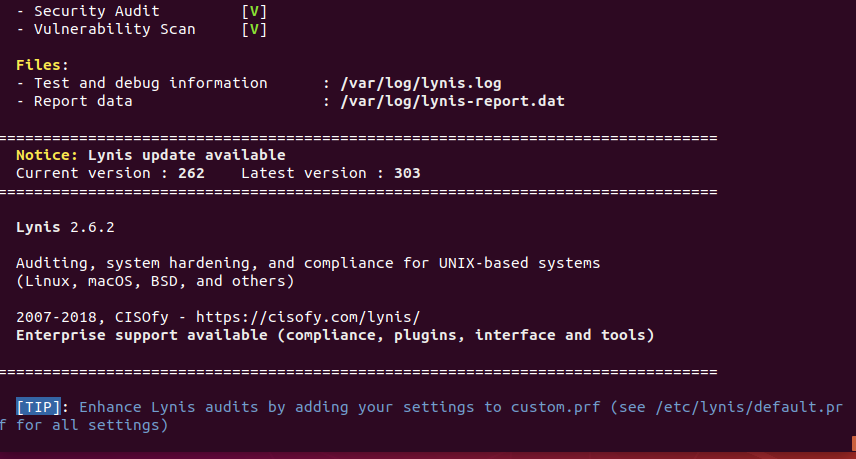 - Security Audit [V]
- Vulnerability Scan [V]
Files:
- Test and debug information : /var/log/lynis.log
- Report data : /var/log/lynis-report.dat
================================================================================
Notice: Lynis update available
Current version : 262 Latest version : 303
================================================================================
Lynis 2.6.2
Auditing, system hardening, and compliance for UNIX-based systems
(Linux, macOS, BSD, and others)
2007-2018, CISOfy - https://cisofy.com/lynis/
Enterprise support available (compliance, plugins, interface and tools)
================================================================================
[TIP]: Enhance Lynis audits by adding your settings to custom.prf (see /etc/lynis/default.pr
f for all settings)